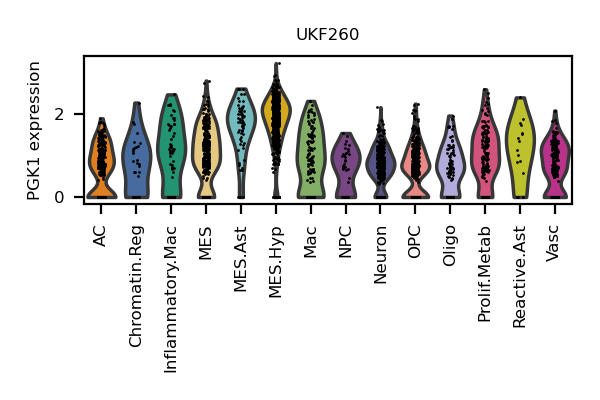 UKF260
PGK1 expression
2
0
AC
Chromatin.Reg
Inflammatory.Mac
MES
MES.Ast
MES.Hyp
Mac
NPC
Neuron
OPC
Oligo
Prolif.Metab
Reactive.Ast
Vasc